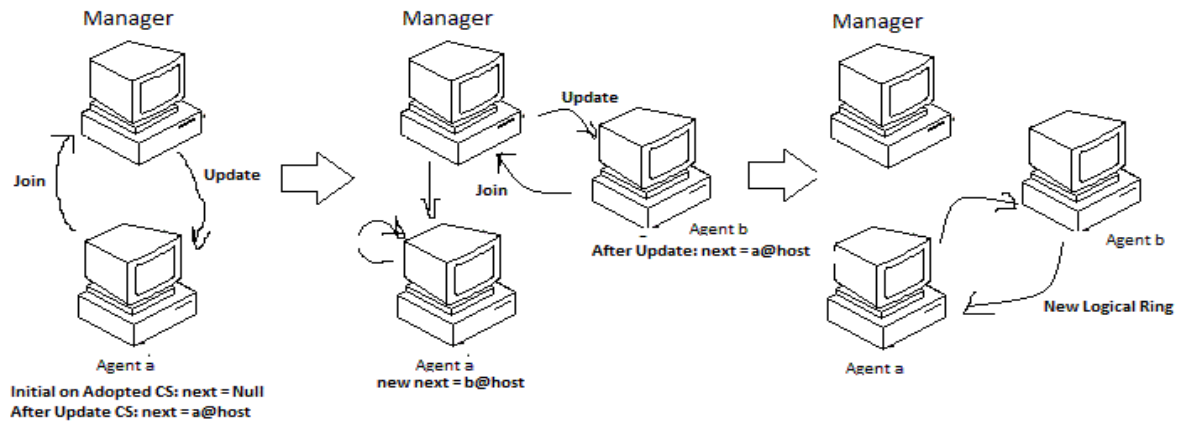 Manager
Join
Update
Agent a
Initial on Adopted CS: next = Null
After Update CS: next = a@host
Manager
Update
Join
Agent b
After Update: next = a@host
Agent a
new next = b@host
Manager
Agent b
New Logical Ring
Agent a